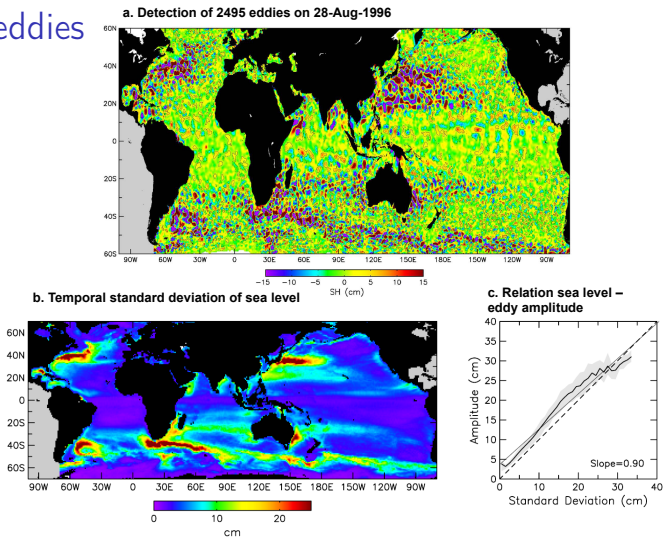 eddies
a. Detection of 2495 eddies on 28-Aug-1996
60N
40N
20N
0
20S
40S
60S
90W 60W 30W 0 30E 60E 90E 120E 150E 180E 150W 120W 90W
−15 −10 −5 0 5 10 15
SH (cm)
b. Temporal standard deviation of sea level
60N
40N
20N
0
20S
40S
60S
90W 60W 30W 0 30E 60E 90E 120E 150E 180E 150W 120W 90W
0 10 20
cm
c. Relation sea level –
eddy amplitude
Amplitude (cm)
40
35
30
25
20
15
10
5
0
Slope=0.90
0 10 20 30 40
Standard Deviation (cm)